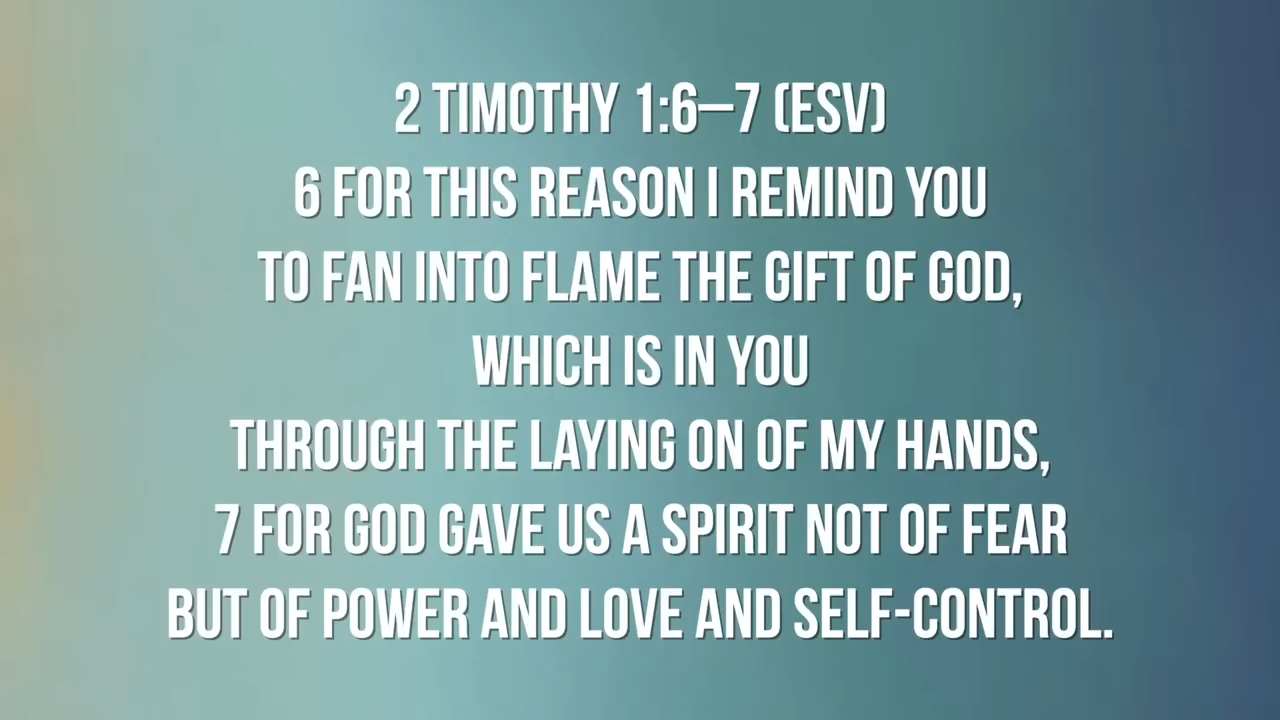 2 TIMOTHY 1:6–7 (ESV)
6 FOR THIS REASON I REMIND YOU
TO FAN INTO FLAME THE GIFT OF GOD,
WHICH IS IN YOU
THROUGH THE LAYING ON OF MY HANDS,
7 FOR GOD GAVE US A SPIRIT NOT OF FEAR
BUT OF POWER AND LOVE AND SELF-CONTROL.